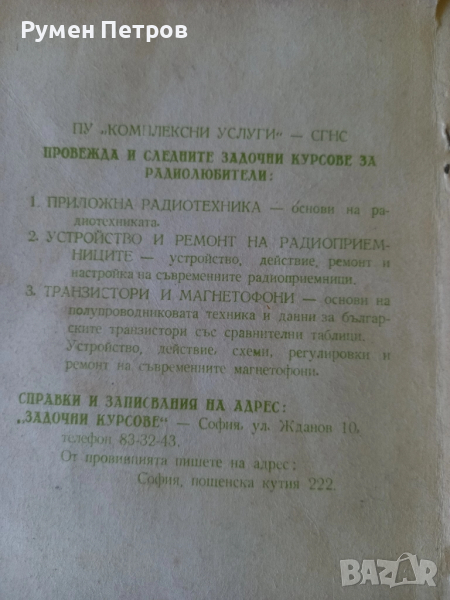 Румен Петров
ПУ „КОМПЛЕКСНИ УСЛУГИ“ — СГНС
ПРОВЕЖДА И СЛЕДНИТЕ ЗАДОЧНИ КУРСОВЕ ЗА
РАДИОЛЮБИТЕЛИ:
1. ПРИЛОЖНА РАДИОТЕХНИКА — основи на ра-
диотехниката.
2. УСТРОЙСТВО И РЕМОНТ НА РАДИОПРИЕМ-
НИЦИТЕ — устройство, действие, ремонт и
настройка на съвременните радиоприемници.
3. ТРАНЗИСТОРИ И МАГНЕТОФОНИ — основи на
полупроводниковата техника и данни за българ-
ските транзистори със сравнителни таблици.
Устройство, действие, схеми, регулировки и
ремонт на съвременните магнетофони.
СПРАВКИ И ЗАПИСВАНИЯ НА АДРЕС:
„ЗАДОЧНИ КУРСОВЕ“ — София, ул. Жданов 10,
телефон 83-32-43.
От провинцията пишете на адрес:
София, пощенска кутия 222.
BAZAR